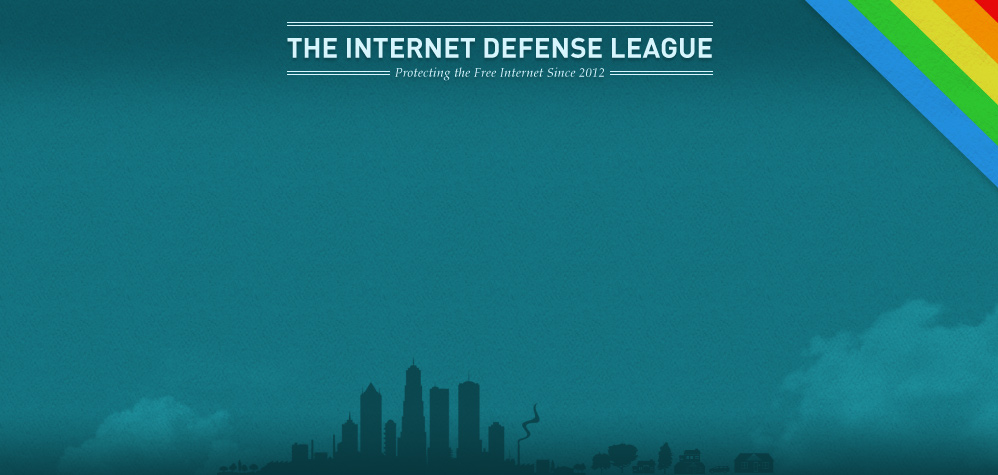 THE INTERNET DEFENSE LEAGUE
Protecting the Free Internet Since 2012